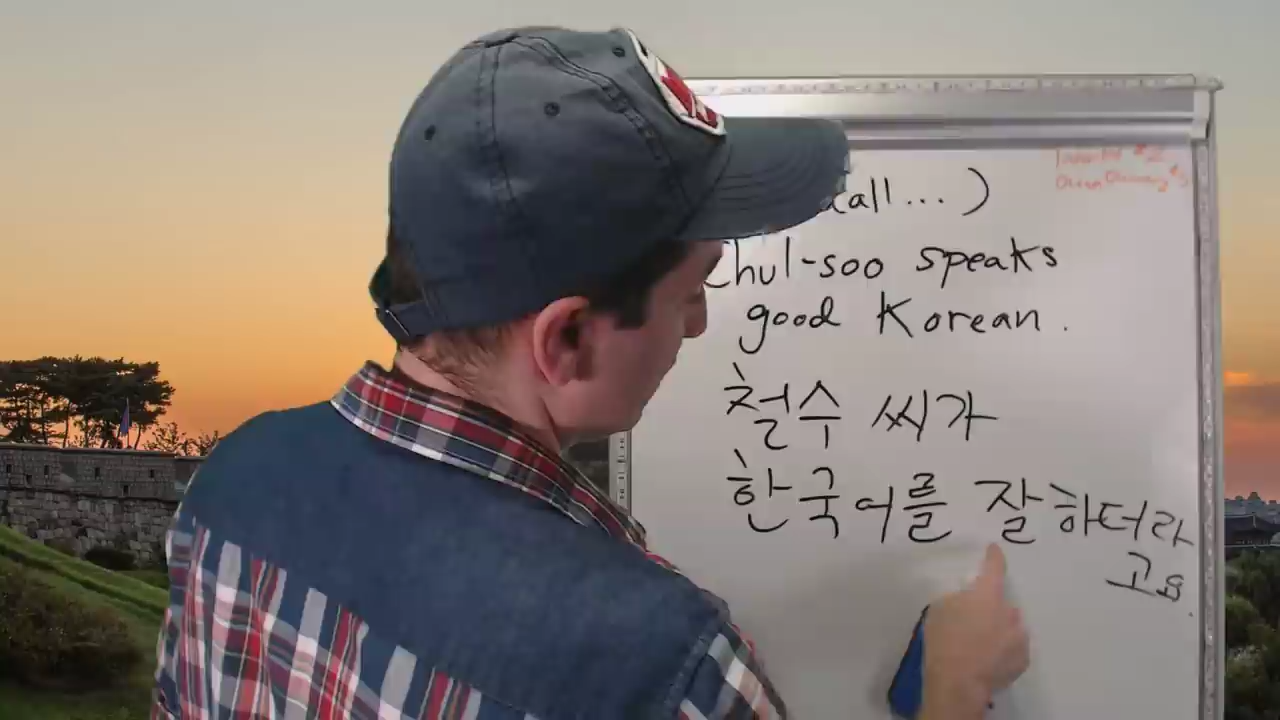 call...)
Chul-soo speaks
good Korean.
철수 씨가
한국어를 잘 하더라
고요.